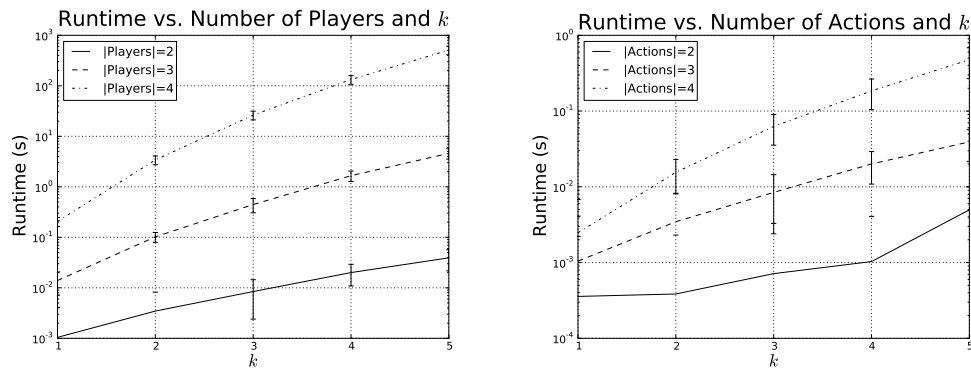 Runtime vs. Number of Players and k
10^3
10^2
10^1
10^0
10^-1
10^-2
10^-3
Runtime (s)
|Players|=2
|Players|=3
|Players|=4
1 2 3 4 5
k
Runtime vs. Number of Actions and k
10^0
10^-1
10^-2
10^-3
10^-4
Runtime (s)
|Actions|=2
|Actions|=3
|Actions|=4
1 2 3 4 5
k